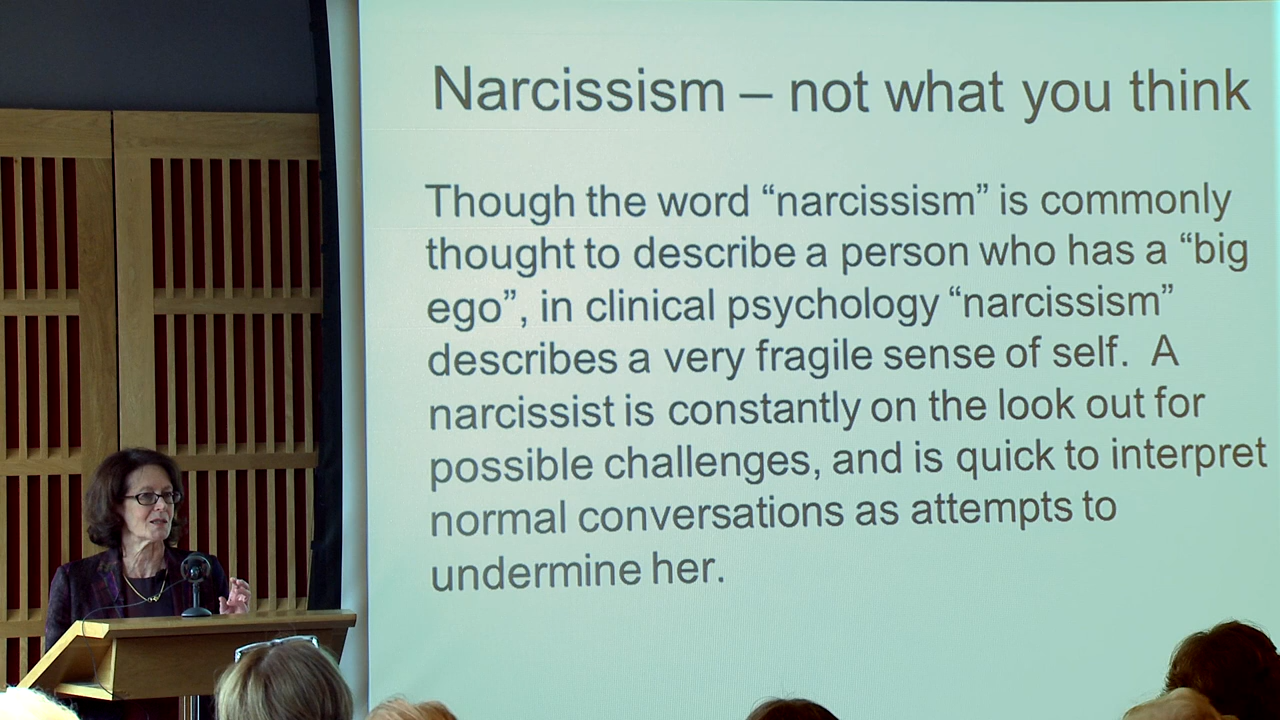 Narcissism – not what you think
Though the word “narcissism” is commonly
thought to describe a person who has a “big
ego”, in clinical psychology “narcissism”
describes a very fragile sense of self.  A
narcissist is constantly on the look out for
possible challenges, and is quick to interpret
normal conversations as attempts to
undermine her.